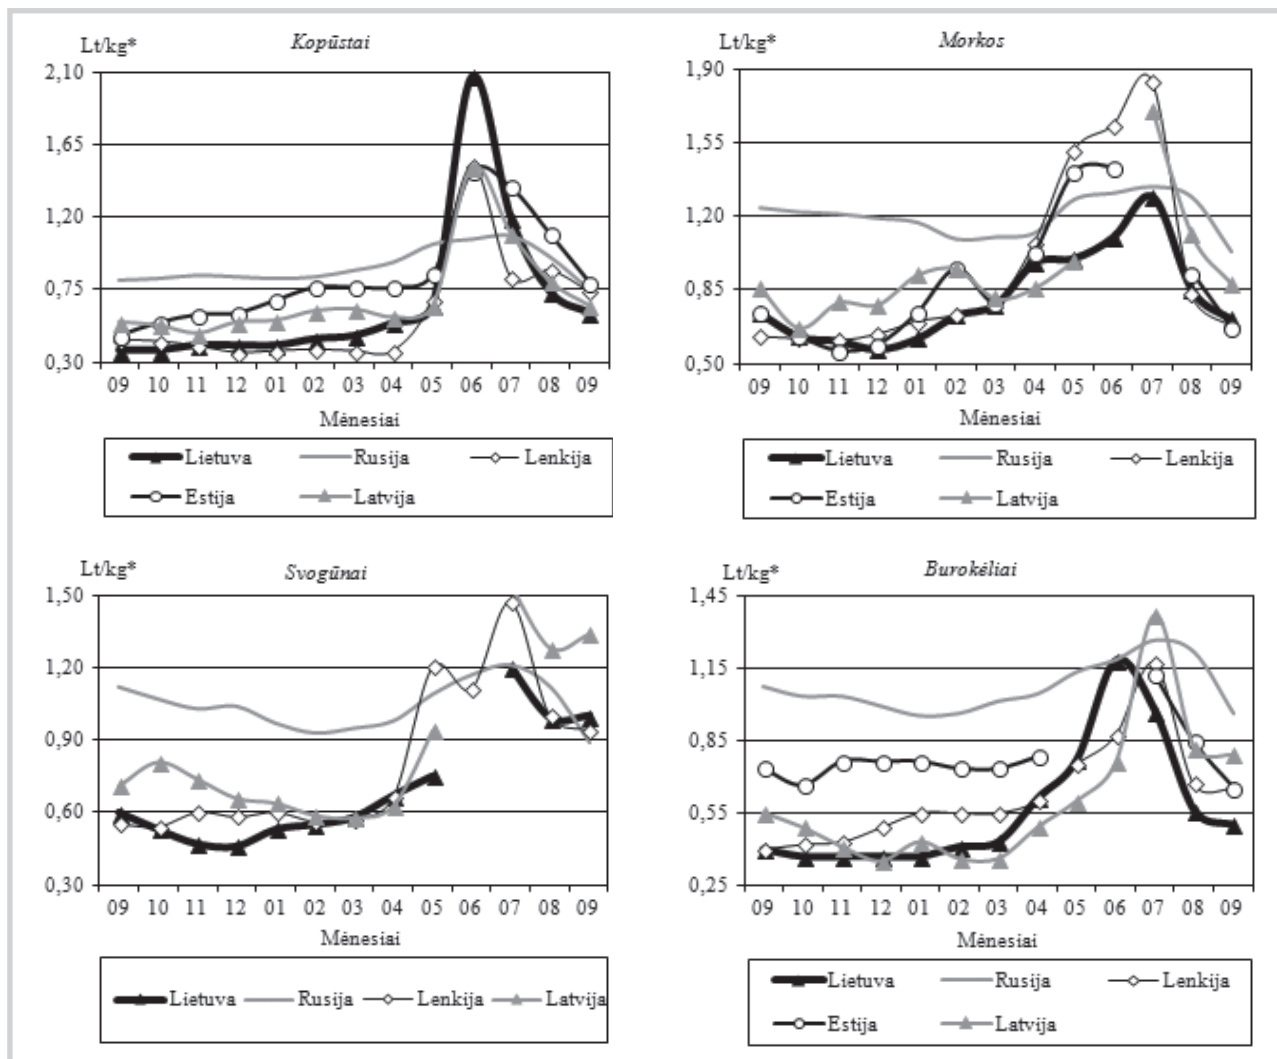 Lt/kg*
Kopūstai
2,10
1,65
1,20
0,75
0,30
09 10 11 12 01 02 03 04 05 06 07 08 09
Mėnesiai
Lietuva Rusija Lenkija
Estija Latvija
Lt/kg*
Morkos
1,90
1,55
1,20
0,85
0,50
09 10 11 12 01 02 03 04 05 06 07 08 09
Mėnesiai
Lietuva Rusija Lenkija
Estija Latvija
Lt/kg*
Svogūnai
1,50
1,20
0,90
0,60
0,30
09 10 11 12 01 02 03 04 05 06 07 08 09
Mėnesiai
Lietuva Rusija Lenkija Latvija
Lt/kg*
Burokėliai
1,45
1,15
0,85
0,55
0,25
09 10 11 12 01 02 03 04 05 06 07 08 09
Mėnesiai
Lietuva Rusija Lenkija
Estija Latvija